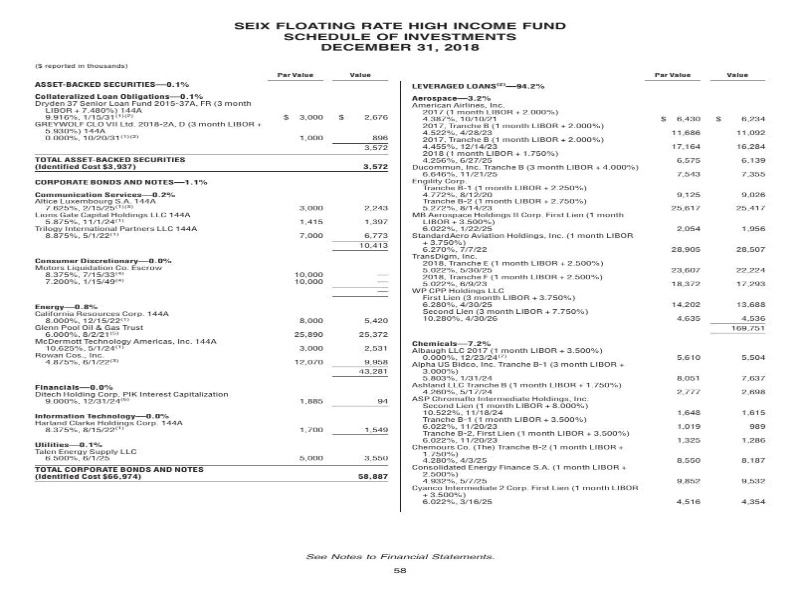 SEIX FLOATING RATE HIGH INCOME FUND
SCHEDULE OF INVESTMENTS
DECEMBER 31, 2018
($ reported in thousands)
Par Value Value
ASSET-BACKED SECURITIES—0.1%
Collateralized Loan Obligations—0.1%
Dryden 37 Senior Loan Fund 2015-37A, FR (3 month
LIBOR + 7.480%) 144A
9.916%, 1/15/31(1)(2) $ 3,000 $ 2,676
GREYWOLF CLO VII Ltd. 2018-2A, D (3 month LIBOR +
5.930%) 144A
0.000%, 10/20/31(1)(2) 1,000 896
3,572
TOTAL ASSET-BACKED SECURITIES
(Identified Cost $3,937) 3,572
CORPORATE BONDS AND NOTES—1.1%
Communication Services—0.2%
Altice Luxembourg S.A. 144A
7.625%, 2/15/25(1)(3) 3,000 2,243
Lions Gate Capital Holdings LLC 144A
5.875%, 11/1/24(1) 1,415 1,397
Trilogy International Partners LLC 144A
8.875%, 5/1/22(1) 7,000 6,773
10,413
Consumer Discretionary—0.0%
Motors Liquidation Co. Escrow
8.375%, 7/15/33(4) 10,000 —
7.200%, 1/15/49(4) 10,000 —
—
Energy—0.8%
California Resources Corp. 144A
8.000%, 12/15/22(1) 8,000 5,420
Glenn Pool Oil & Gas Trust
6.000%, 8/2/21(5) 25,890 25,372
McDermott Technology Americas, Inc. 144A
10.625%, 5/1/24(1) 3,000 2,531
Rowan Cos., Inc.
4.875%, 6/1/22(3) 12,070 9,958
43,281
Financials—0.0%
Ditech Holding Corp. PIK Interest Capitalization
9.000%, 12/31/24(6) 1,885 94
Information Technology—0.0%
Harland Clarke Holdings Corp. 144A
8.375%, 8/15/22(1) 1,700 1,549
Utilities—0.1%
Talen Energy Supply LLC
6.500%, 6/1/25 5,000 3,550
TOTAL CORPORATE BONDS AND NOTES
(Identified Cost $66,974) 58,887
Par Value Value
LEVERAGED LOANS(2)—94.2%
Aerospace—3.2%
American Airlines, Inc.
2017 (1 month LIBOR + 2.000%)
4.387%, 10/10/21 $ 6,430 $ 6,234
2017, Tranche B (1 month LIBOR + 2.000%)
4.522%, 4/28/23 11,686 11,092
2017, Tranche B (1 month LIBOR + 2.000%)
4.455%, 12/14/23 17,164 16,284
2018 (1 month LIBOR + 1.750%)
4.256%, 6/27/25 6,575 6,139
Ducommun, Inc. Tranche B (3 month LIBOR + 4.000%)
6.646%, 11/21/25 7,543 7,355
Engility Corp.
Tranche B-1 (1 month LIBOR + 2.250%)
4.772%, 8/12/20 9,125 9,026
Tranche B-2 (1 month LIBOR + 2.750%)
5.272%, 8/14/23 25,617 25,417
MB Aerospace Holdings II Corp. First Lien (1 month
LIBOR + 3.500%)
6.022%, 1/22/25 2,054 1,956
StandardAero Aviation Holdings, Inc. (1 month LIBOR
+ 3.750%)
6.270%, 7/7/22 28,905 28,507
TransDigm, Inc.
2018, Tranche E (1 month LIBOR + 2.500%)
5.022%, 5/30/25 23,607 22,224
2018, Tranche F (1 month LIBOR + 2.500%)
5.022%, 6/9/23 18,372 17,293
WP CPP Holdings LLC
First Lien (3 month LIBOR + 3.750%)
6.280%, 4/30/25 14,202 13,688
Second Lien (3 month LIBOR + 7.750%)
10.280%, 4/30/26 4,635 4,536
169,751
Chemicals—7.2%
Albaugh LLC 2017 (1 month LIBOR + 3.500%)
0.000%, 12/23/24(7) 5,610 5,504
Alpha US Bidco, Inc. Tranche B-1 (3 month LIBOR +
3.000%)
5.803%, 1/31/24 8,051 7,637
Ashland LLC Tranche B (1 month LIBOR + 1.750%)
4.260%, 5/17/24 2,777 2,698
ASP Chromaflo Intermediate Holdings, Inc.
Second Lien (1 month LIBOR + 8.000%)
10.522%, 11/18/24 1,648 1,615
Tranche B-1 (1 month LIBOR + 3.500%)
6.022%, 11/20/23 1,019 989
Tranche B-2, First Lien (1 month LIBOR + 3.500%)
6.022%, 11/20/23 1,325 1,286
Chemours Co. (The) Tranche B-2 (1 month LIBOR +
1.750%)
4.280%, 4/3/25 8,550 8,187
Consolidated Energy Finance S.A. (1 month LIBOR +
2.500%)
4.932%, 5/7/25 9,852 9,532
Cyanco Intermediate 2 Corp. First Lien (1 month LIBOR
+ 3.500%)
6.022%, 3/16/25 4,516 4,354
See Notes to Financial Statements.
58